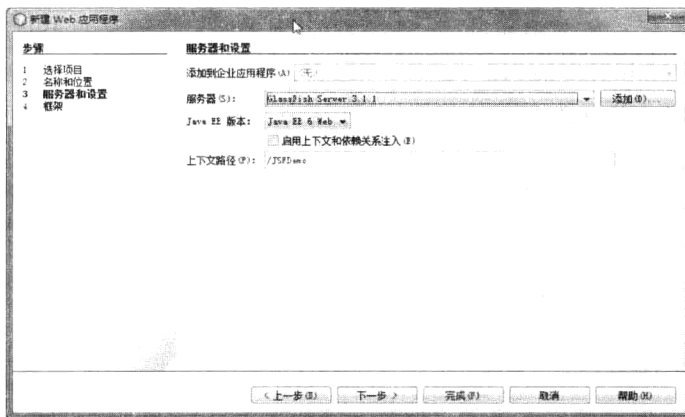 新建 Web 应用程序
步骤
1 选择项目
2 名称和位置
3 服务器和设置
4 框架
服务器和设置
添加到企业应用程序(A) (无)
服务器(S): GlassFish Server 3.1.1 添加(D)...
Java EE 版本: Java EE 6 Web
启用上下文和依赖关系注入(E)
上下文路径(P): /JSFDemo
< 上一步(B) 下一步 > 完成(F) 取消 帮助(H)